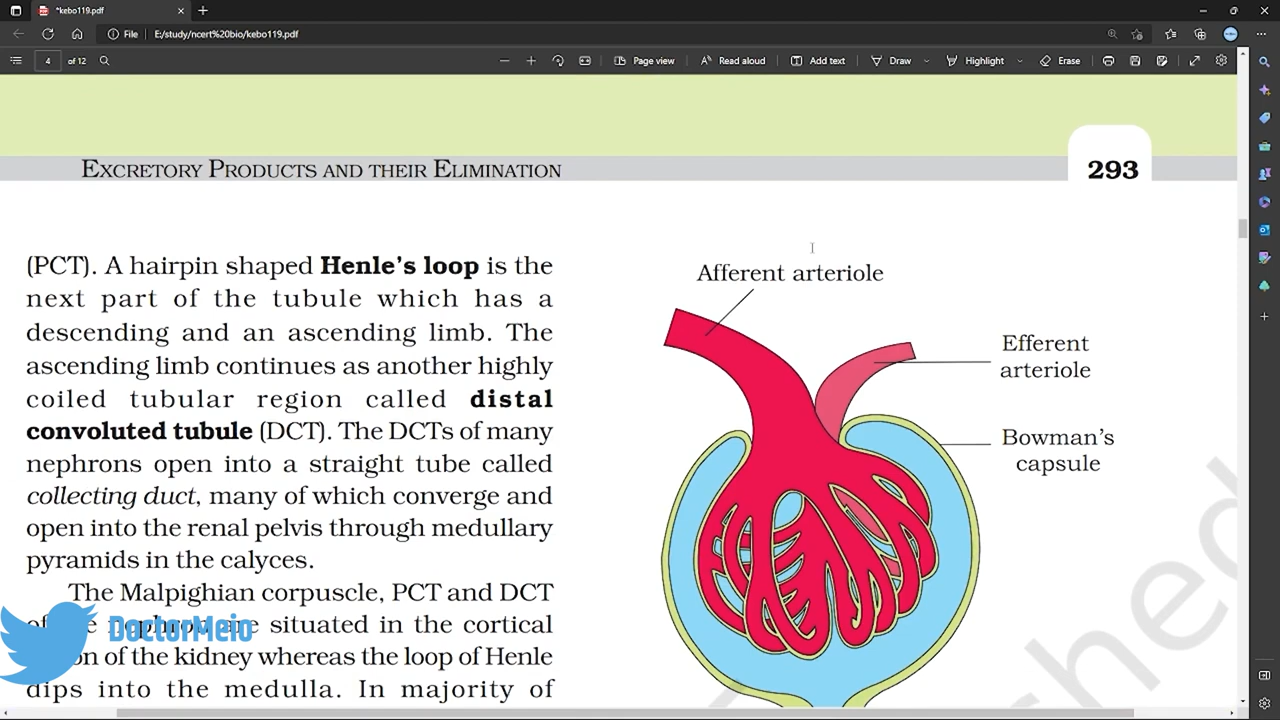 *kebo119.pdf
File
E:/study/ncert%20bio/kebo119.pdf
4 of 12
Page view
Read aloud
Add text
Draw
Highlight
Erase
EXCRETORY PRODUCTS AND THEIR ELIMINATION
293
(PCT). A hairpin shaped Henle's loop is the
next part of the tubule which has a
descending and an ascending limb. The
ascending limb continues as another highly
coiled tubular region called distal
convoluted tubule (DCT). The DCTs of many
nephrons open into a straight tube called
collecting duct, many of which converge and
open into the renal pelvis through medullary
pyramids in the calyces.
The Malpighian corpuscle, PCT and DCT
situated in the cortical
of the kidney whereas the loop of Henle
dips into the medulla. In majority of
DoctorMeio
Afferent arteriole
Efferent
arteriole
Bowman's
capsule